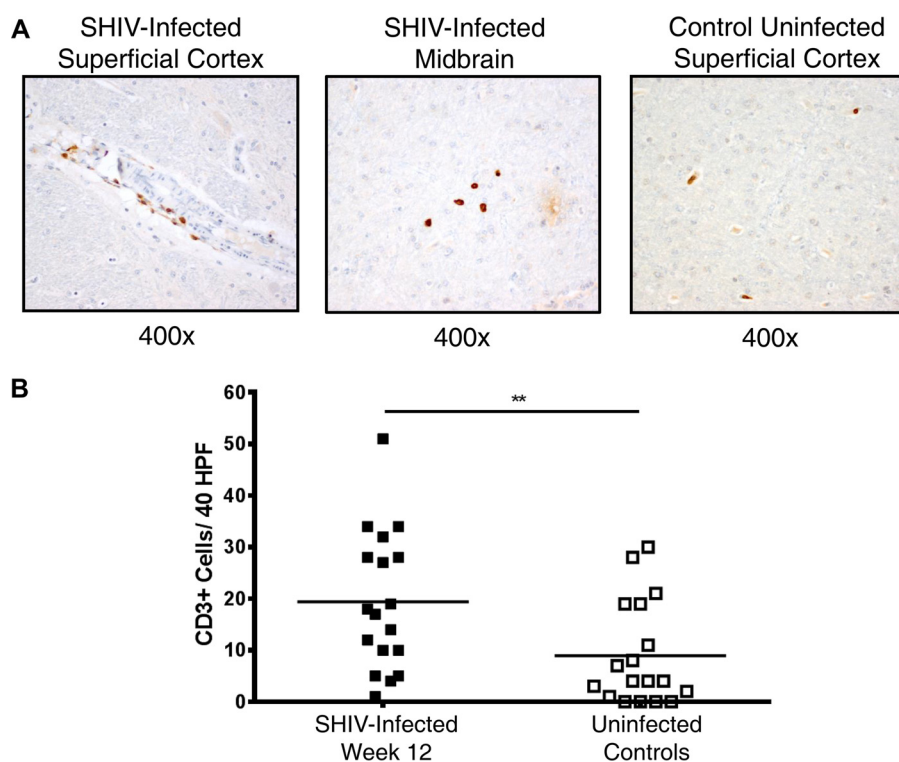 A
SHIV-Infected
Superficial Cortex
SHIV-Infected
Midbrain
Control Uninfected
Superficial Cortex
400x
400x
400x
B
**
CD3+ Cells/ 40 HPF
60
50
40
30
20
10
0
SHIV-Infected
Week 12
Uninfected
Controls